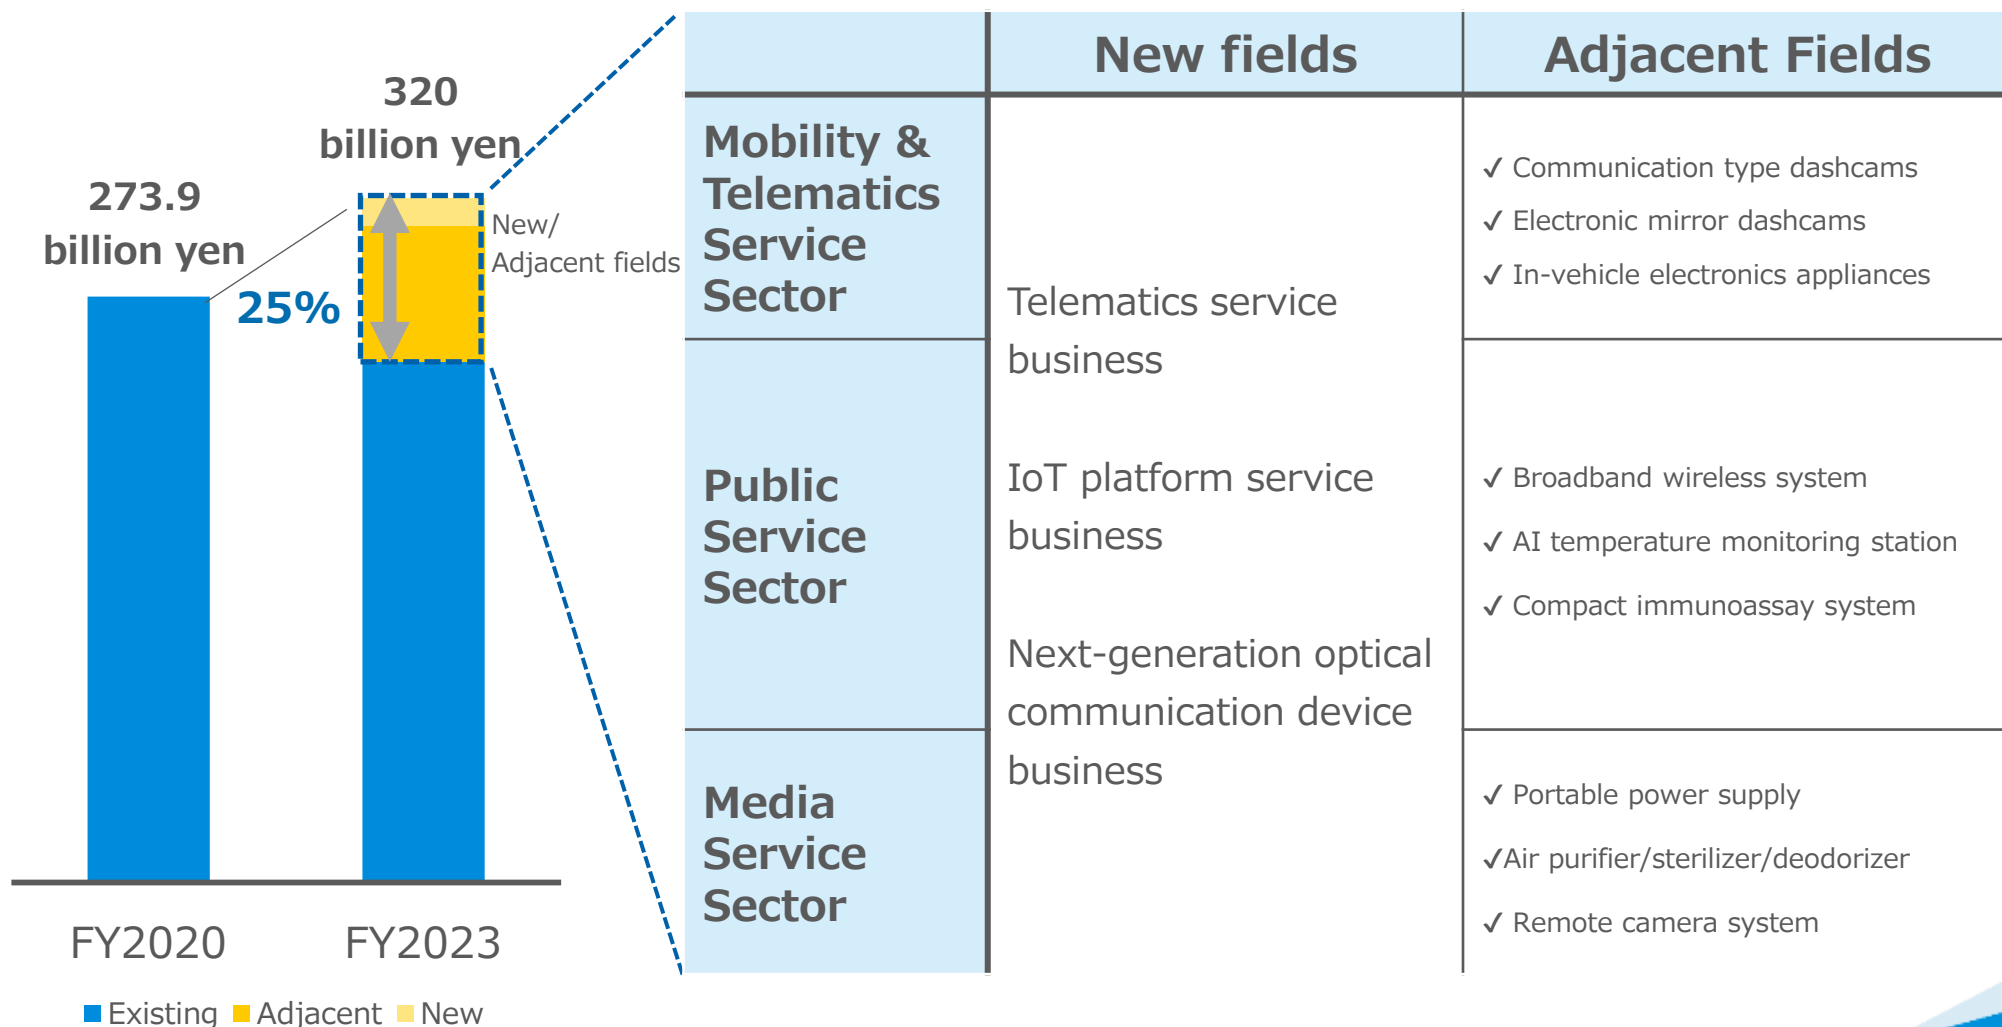 273.9
billion yen
320
billion yen
25%
New/
Adjacent fields
FY2020
FY2023
Existing
Adjacent
New
New fields
Adjacent Fields
Mobility &
Telematics
Service
Sector
Telematics service
business
IoT platform service
business
Next-generation optical
communication device
business
✓ Communication type dashcams
✓ Electronic mirror dashcams
✓ In-vehicle electronics appliances
Public
Service
Sector
✓ Broadband wireless system
✓ AI temperature monitoring station
✓ Compact immunoassay system
Media
Service
Sector
✓ Portable power supply
✓Air purifier/sterilizer/deodorizer
✓ Remote camera system